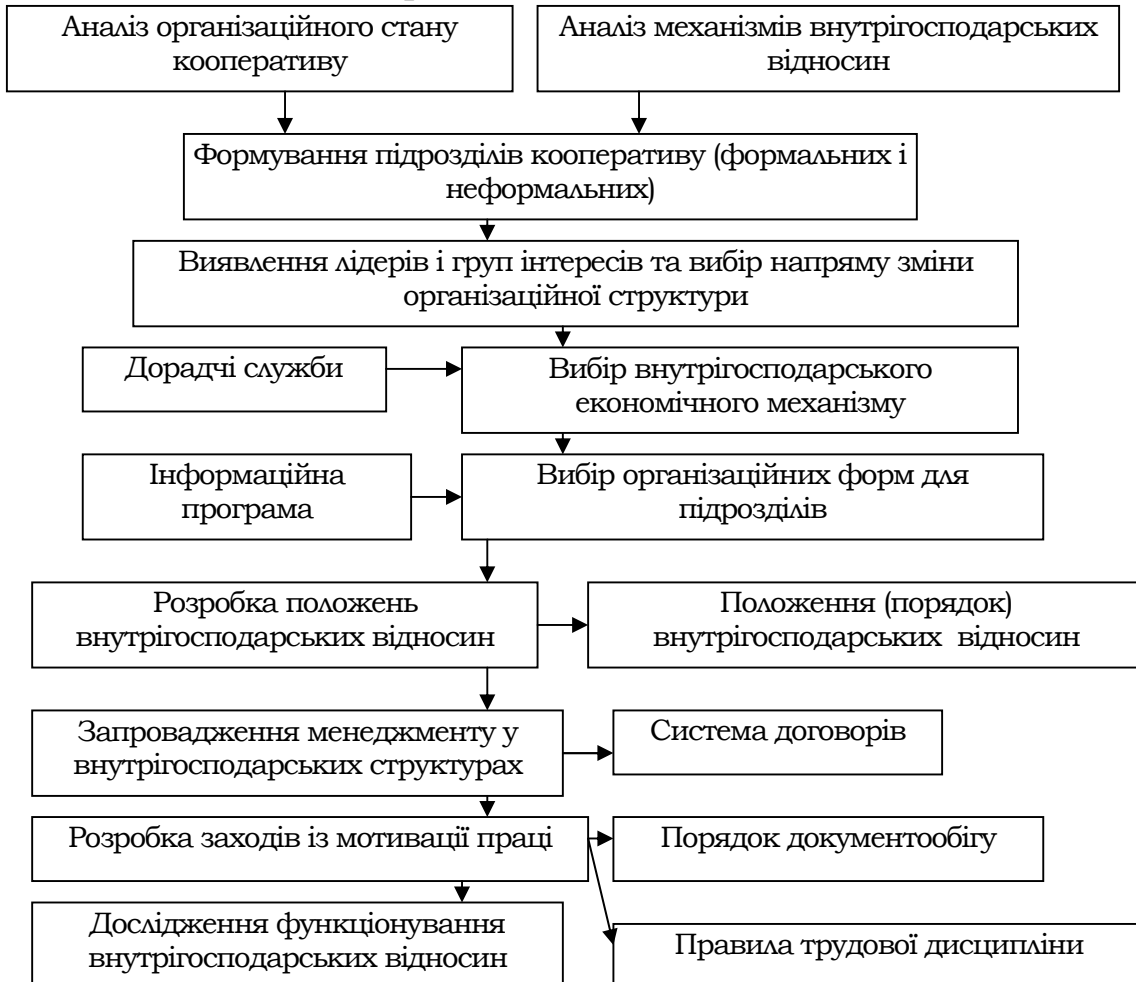 Аналіз організаційного стану
кооперативу
Аналіз механізмів внутрігосподарських
відносин
Формування підрозділів кооперативу (формальних і
неформальних)
Виявлення лідерів і груп інтересів та вибір напряму зміни
організаційної структури
Дорадчі служби
Вибір внутрігосподарського
економічного механізму
Інформаційна
програма
Вибір організаційних форм для
підрозділів
Розробка положень
внутрігосподарських відносин
Положення (порядок)
внутрігосподарських відносин
Запровадження менеджменту у
внутрігосподарських структурах
Система договорів
Розробка заходів із мотивації праці
Порядок документообігу
Дослідження функціонування
внутрігосподарських відносин
Правила трудової дисципліни